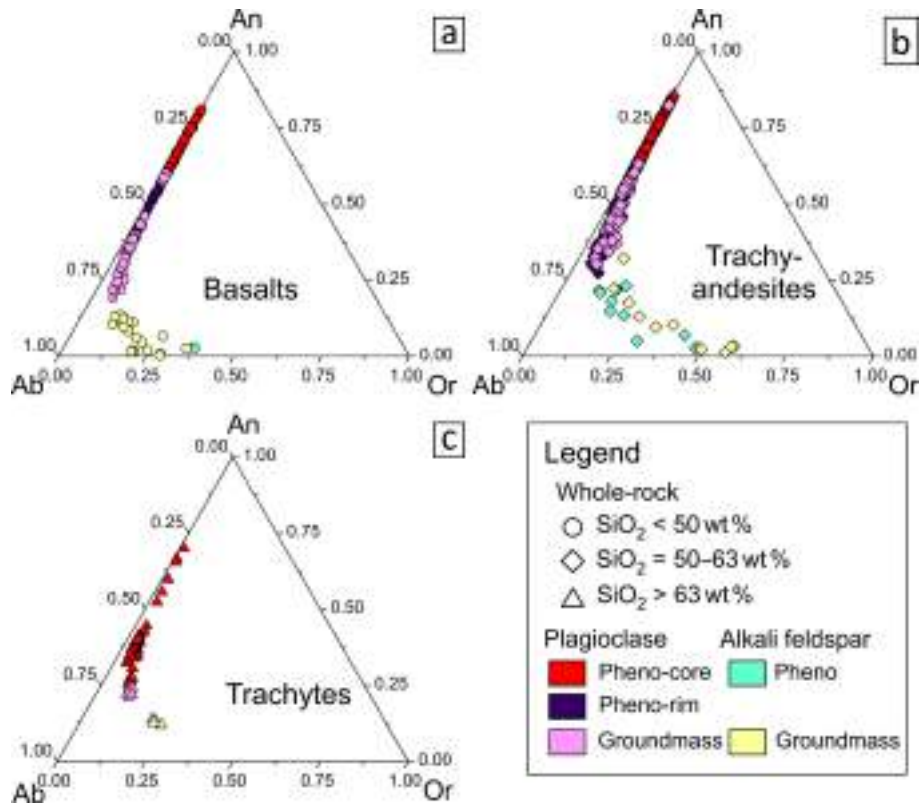 An
a
0.00
1.00
0.25
0.75
0.50
0.50
0.75
0.25
Basalts
1.00
0.00
0.00
0.25
0.50
0.75
1.00
Ab
Or
An
b
0.00
1.00
0.25
0.75
0.50
0.50
0.75
0.25
Trachy-
andesites
1.00
0.00
0.00
0.25
0.50
0.75
1.00
Ab
Or
An
c
0.00
1.00
0.25
0.75
0.50
0.50
0.75
0.25
Trachytes
1.00
0.00
0.00
0.25
0.50
0.75
1.00
Ab
Or
Legend
Whole-rock
SiO₂ < 50 wt%
SiO₂ = 50–63 wt%
SiO₂ > 63 wt%
Plagioclase Alkali feldspar
Pheno-core Pheno
Pheno-rim
Groundmass Groundmass